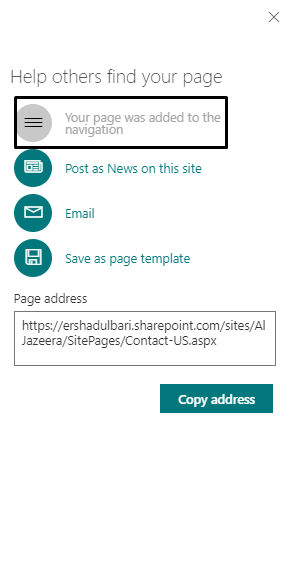 Help others find your page
Your page was added to the
navigation
Post as News on this site
Email
Save as page template
Page address
https://ershadulbari.sharepoint.com/sites/Al
Jazeera/SitePages/Contact-US.aspx
Copy address